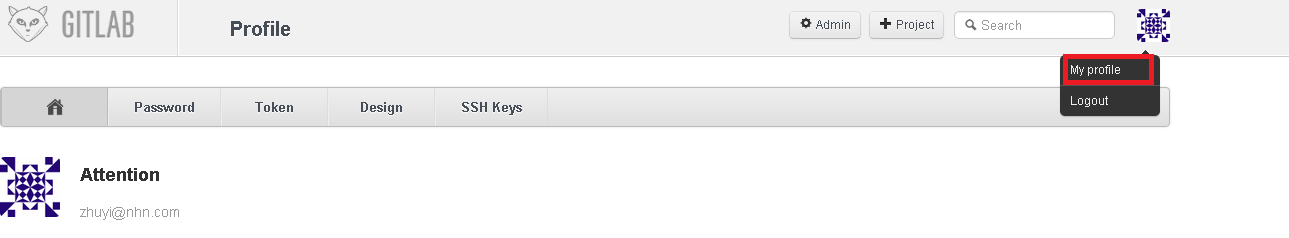 GITLAB Profile Admin Project Search
My profile
Logout
Password Token Design SSH Keys
Attention
zhuyi@nhn.com